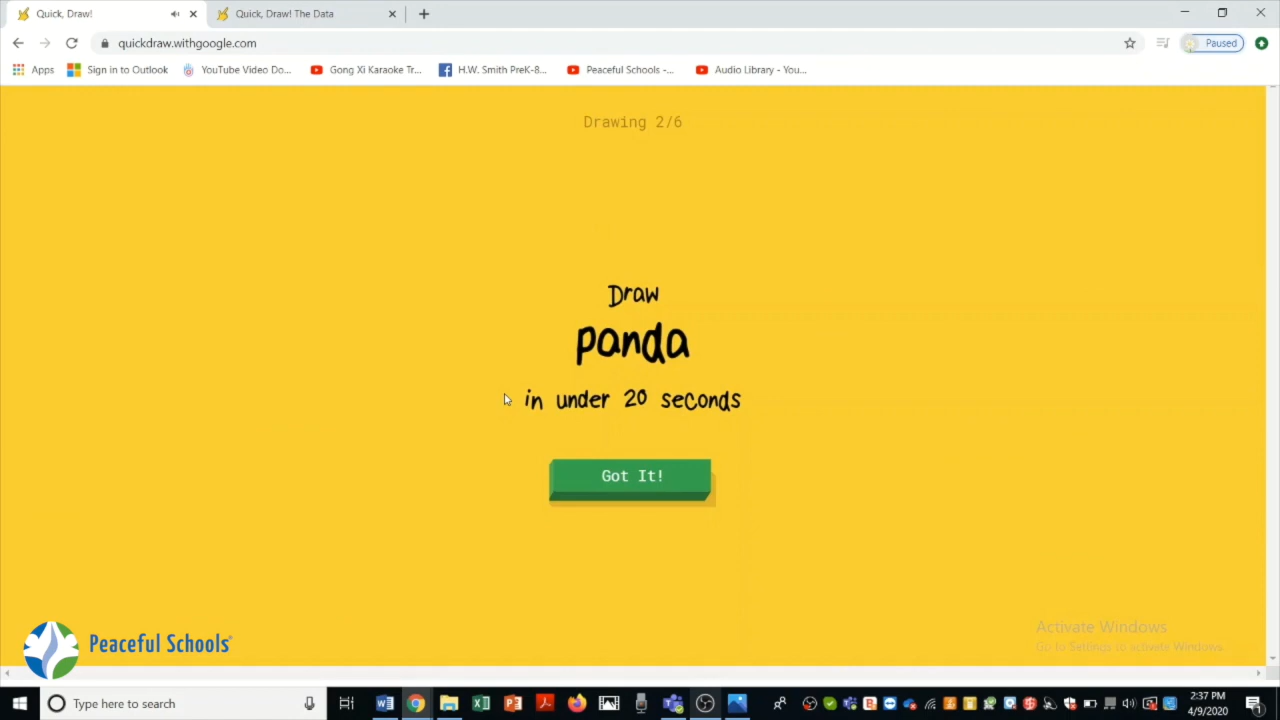 Quick, Draw!
Quick, Draw! The Data
quickdraw.withgoogle.com
Paused
Apps
Sign in to Outlook
YouTube Video Do...
Gong Xi Karaoke Tr...
H.W. Smith PreK-8...
Peaceful Schools -...
Audio Library - You...
Drawing 2/6
Draw
panda
in under 20 seconds
Got It!
Activate Windows
Go to Settings to activate Windows.
Peaceful Schools®
Type here to search
2:37 PM
4/9/2020